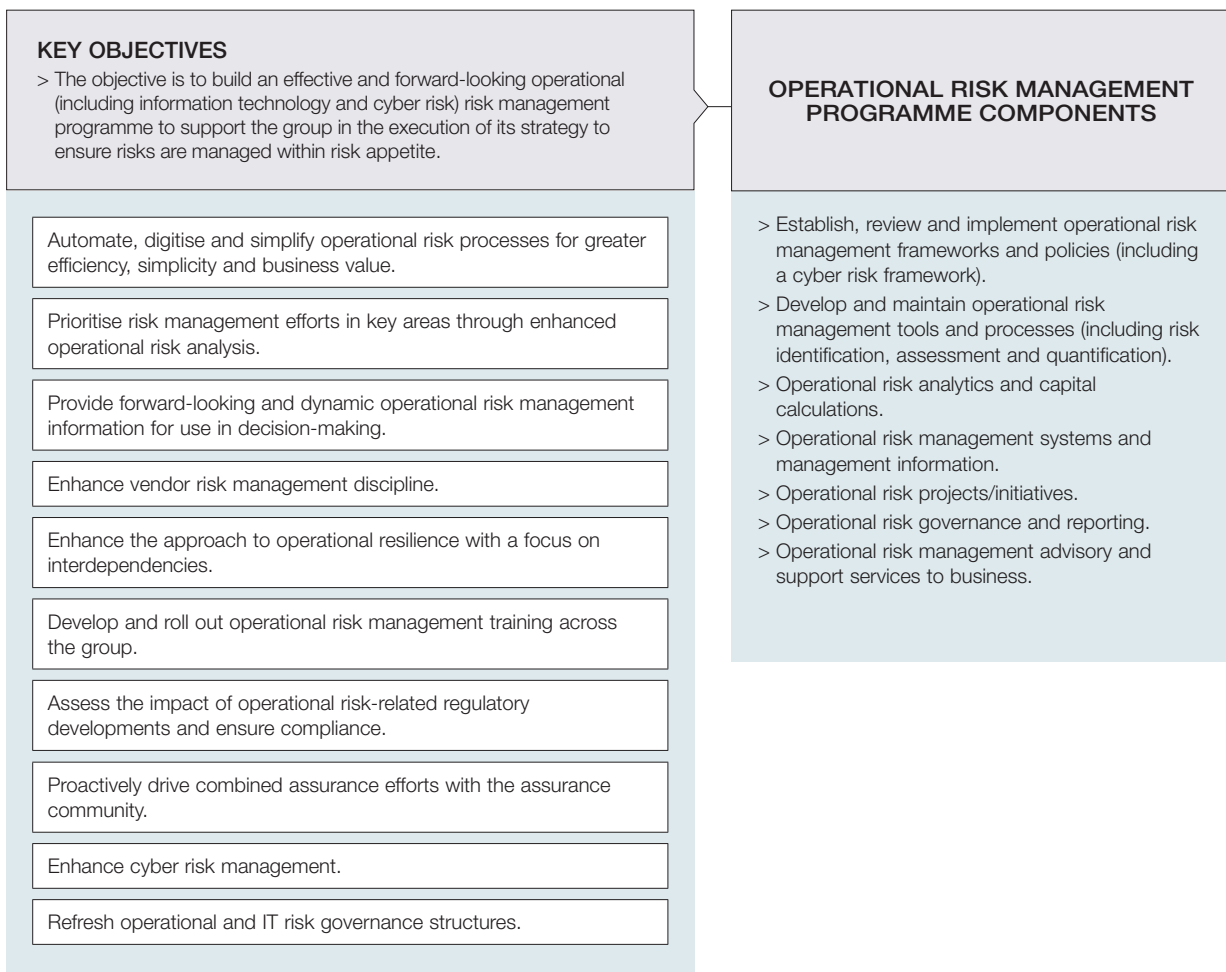 KEY OBJECTIVES
> The objective is to build an effective and forward-looking operational
(including information technology and cyber risk) risk management
programme to support the group in the execution of its strategy to
ensure risks are managed within risk appetite.
Automate, digitise and simplify operational risk processes for greater
efficiency, simplicity and business value.
Prioritise risk management efforts in key areas through enhanced
operational risk analysis.
Provide forward-looking and dynamic operational risk management
information for use in decision-making.
Enhance vendor risk management discipline.
Enhance the approach to operational resilience with a focus on
interdependencies.
Develop and roll out operational risk management training across
the group.
Assess the impact of operational risk-related regulatory
developments and ensure compliance.
Proactively drive combined assurance efforts with the assurance
community.
Enhance cyber risk management.
Refresh operational and IT risk governance structures.
OPERATIONAL RISK MANAGEMENT
PROGRAMME COMPONENTS
> Establish, review and implement operational risk
management frameworks and policies (including
a cyber risk framework).
> Develop and maintain operational risk
management tools and processes (including risk
identification, assessment and quantification).
> Operational risk analytics and capital
calculations.
> Operational risk management systems and
management information.
> Operational risk projects/initiatives.
> Operational risk governance and reporting.
> Operational risk management advisory and
support services to business.